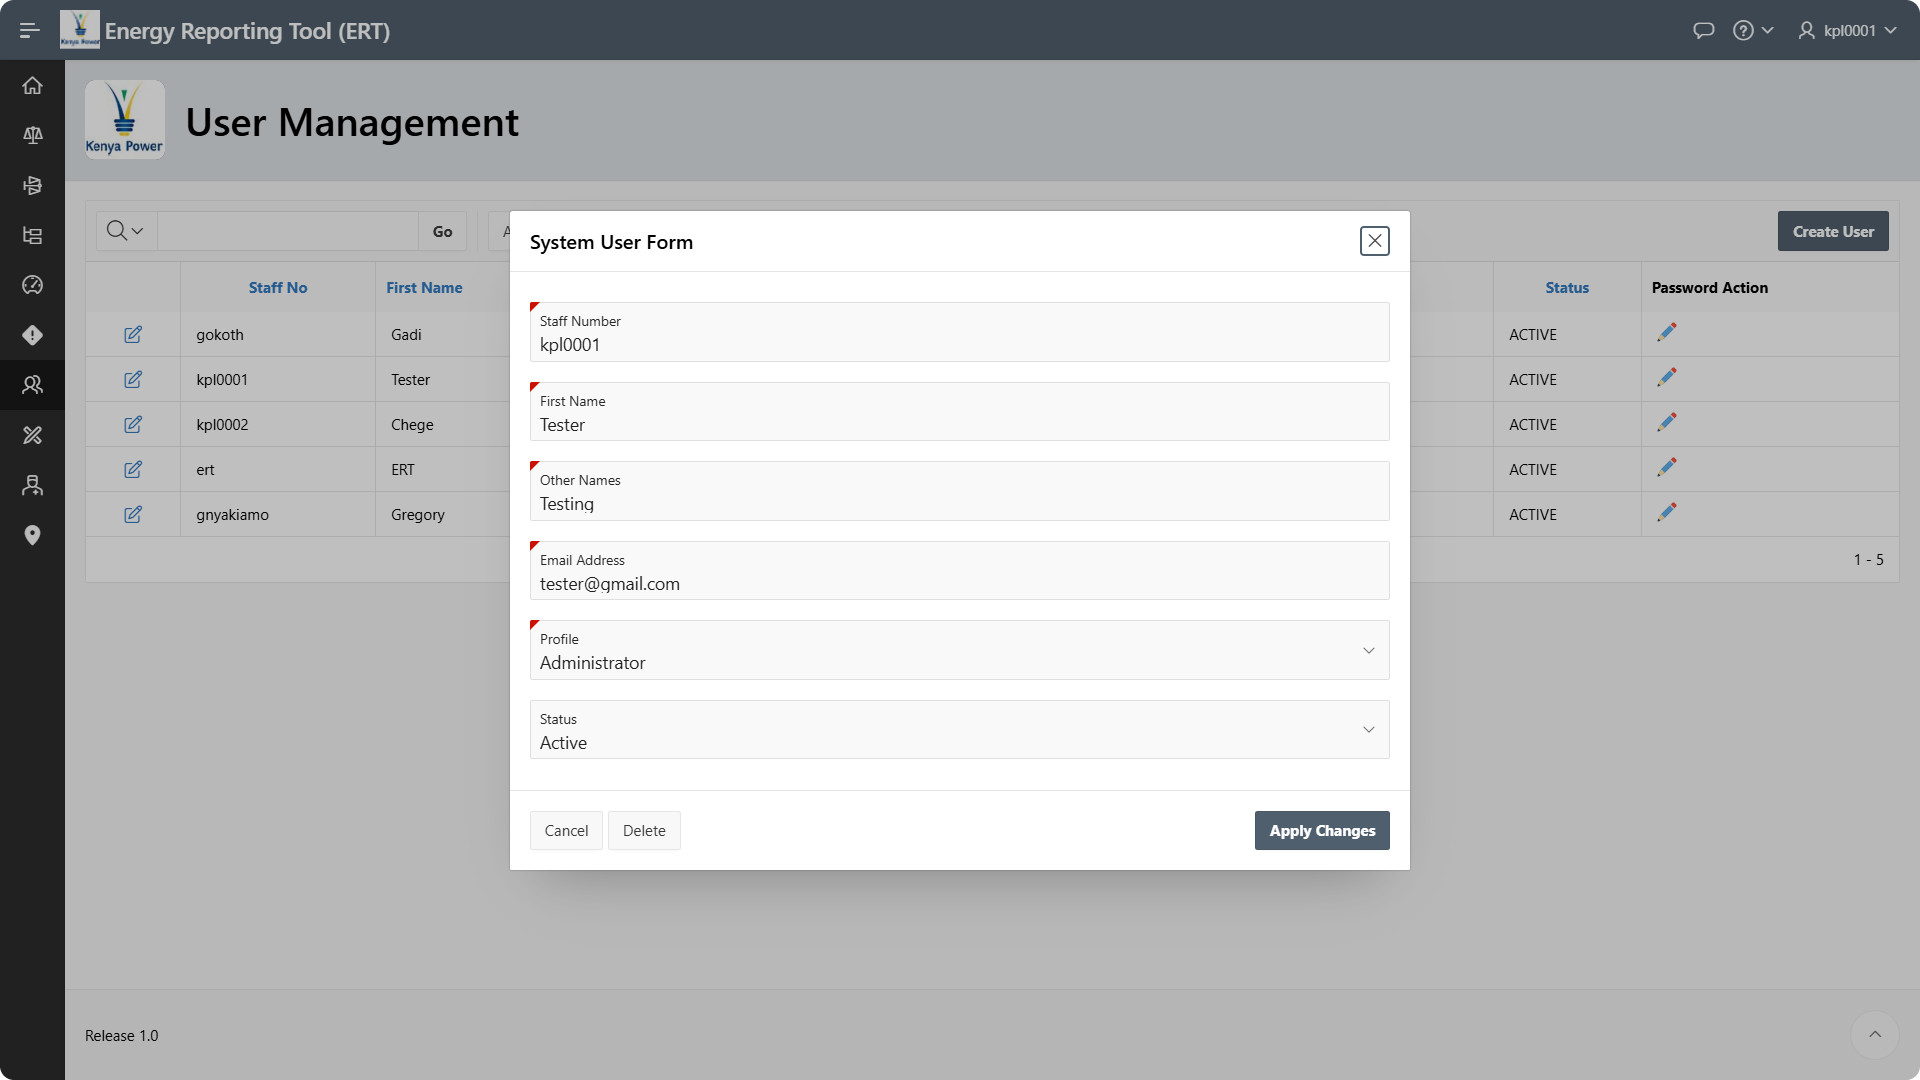 Kenya Power
Energy Reporting Tool (ERT)
kpl0001
Kenya Power
User Management
Go
A
Create User
Staff No
First Name
Status
Password Action
gokoth
Gadi
ACTIVE
kpl0001
Tester
ACTIVE
kpl0002
Chege
ACTIVE
ert
ERT
ACTIVE
gnyakiamo
Gregory
ACTIVE
1 - 5
System User Form
Staff Number
kpl0001
First Name
Tester
Other Names
Testing
Email Address
tester@gmail.com
Profile
Administrator
Status
Active
Cancel
Delete
Apply Changes
Release 1.0